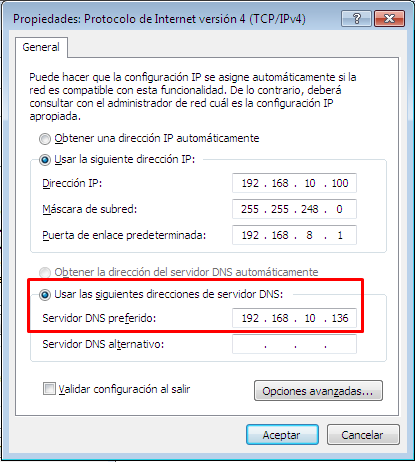 Propiedades: Protocolo de Internet versión 4 (TCP/IPv4)
General
Puede hacer que la configuración IP se asigne automáticamente si la
red es compatible con esta funcionalidad. De lo contrario, deberá
consultar con el administrador de red cuál es la configuración IP
apropiada.
Obtener una dirección IP automáticamente
Usar la siguiente dirección IP:
Dirección IP: 192 . 168 . 10 . 100
Máscara de subred: 255 . 255 . 248 . 0
Puerta de enlace predeterminada: 192 . 168 . 8 . 1
Obtener la dirección del servidor DNS automáticamente
Usar las siguientes direcciones de servidor DNS:
Servidor DNS preferido: 192 . 168 . 10 . 136
Servidor DNS alternativo: . . .
Validar configuración al salir
Opciones avanzadas...
Aceptar Cancelar